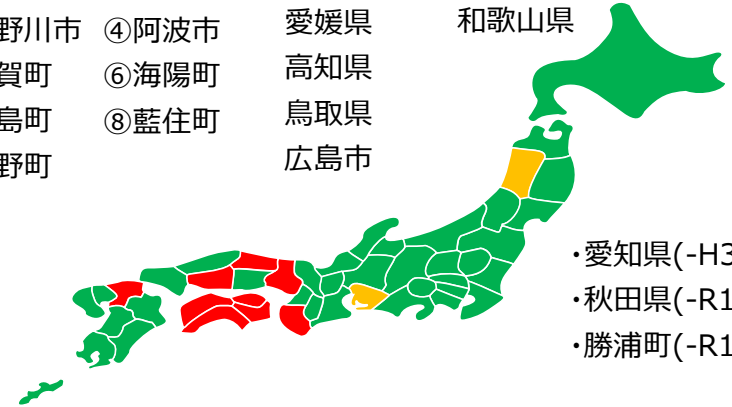 野川市 ④阿波市 愛媛県 和歌山県
賀町 ⑥海陽町 高知県
島町 ⑧藍住町 鳥取県
野町 広島市
・愛知県(-H3
・秋田県(-R1
・勝浦町(-R1